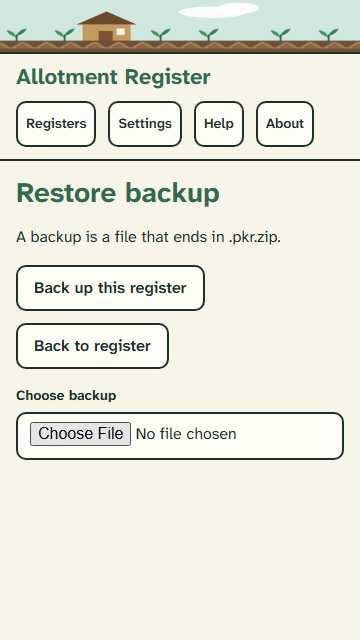 Allotment Register
Registers
Settings
Help
About
Restore backup
A backup is a file that ends in .pkr.zip.
Back up this register
Back to register
Choose backup
Choose File No file chosen